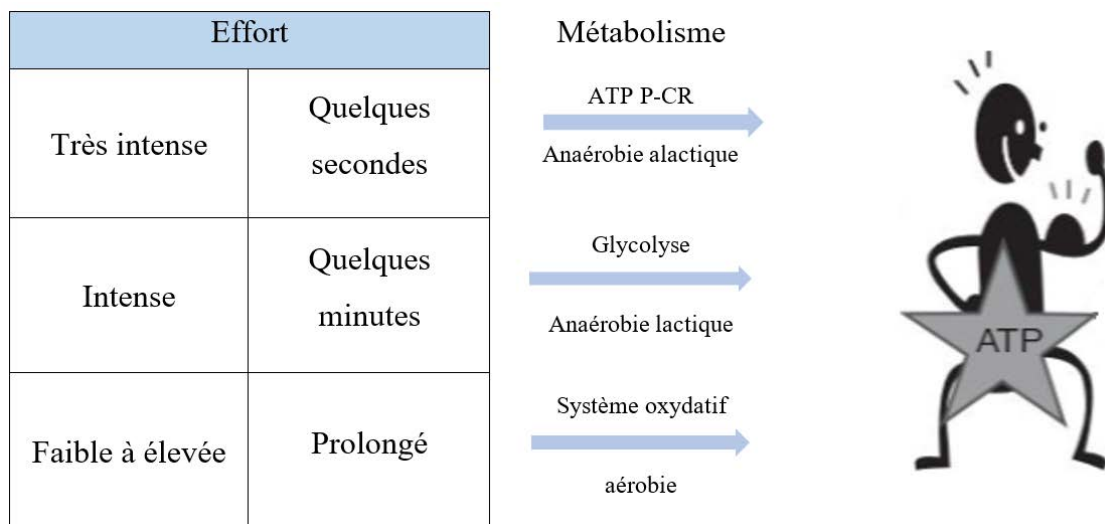 Effort
Métabolisme
Très intense
Quelques
secondes
ATP P-CR
Anaérobie alactique
Intense
Quelques
minutes
Glycolyse
Anaérobie lactique
Faible à élevée
Prolongé
Système oxydatif
aérobie
ATP